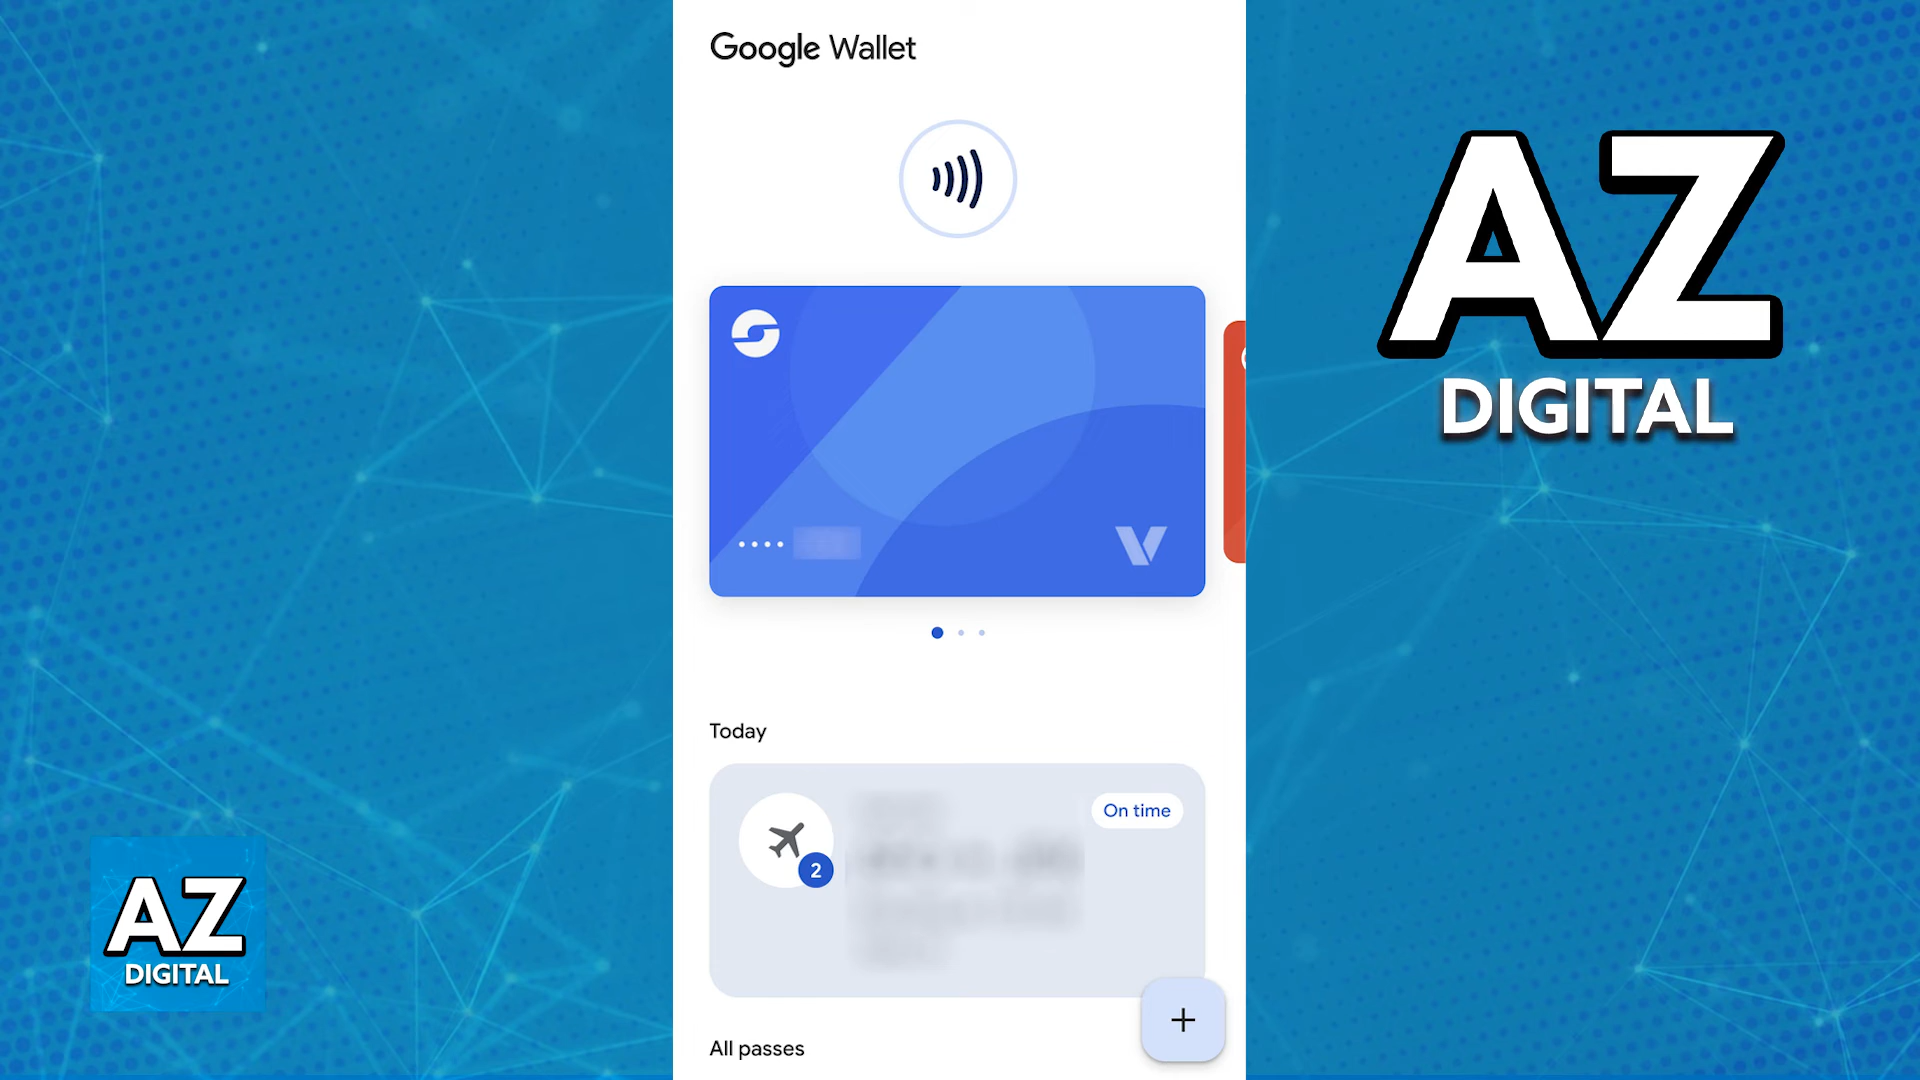 Google Wallet
AZ
DIGITAL
••••
Today
On time
2
All passes
+
AZ
DIGITAL